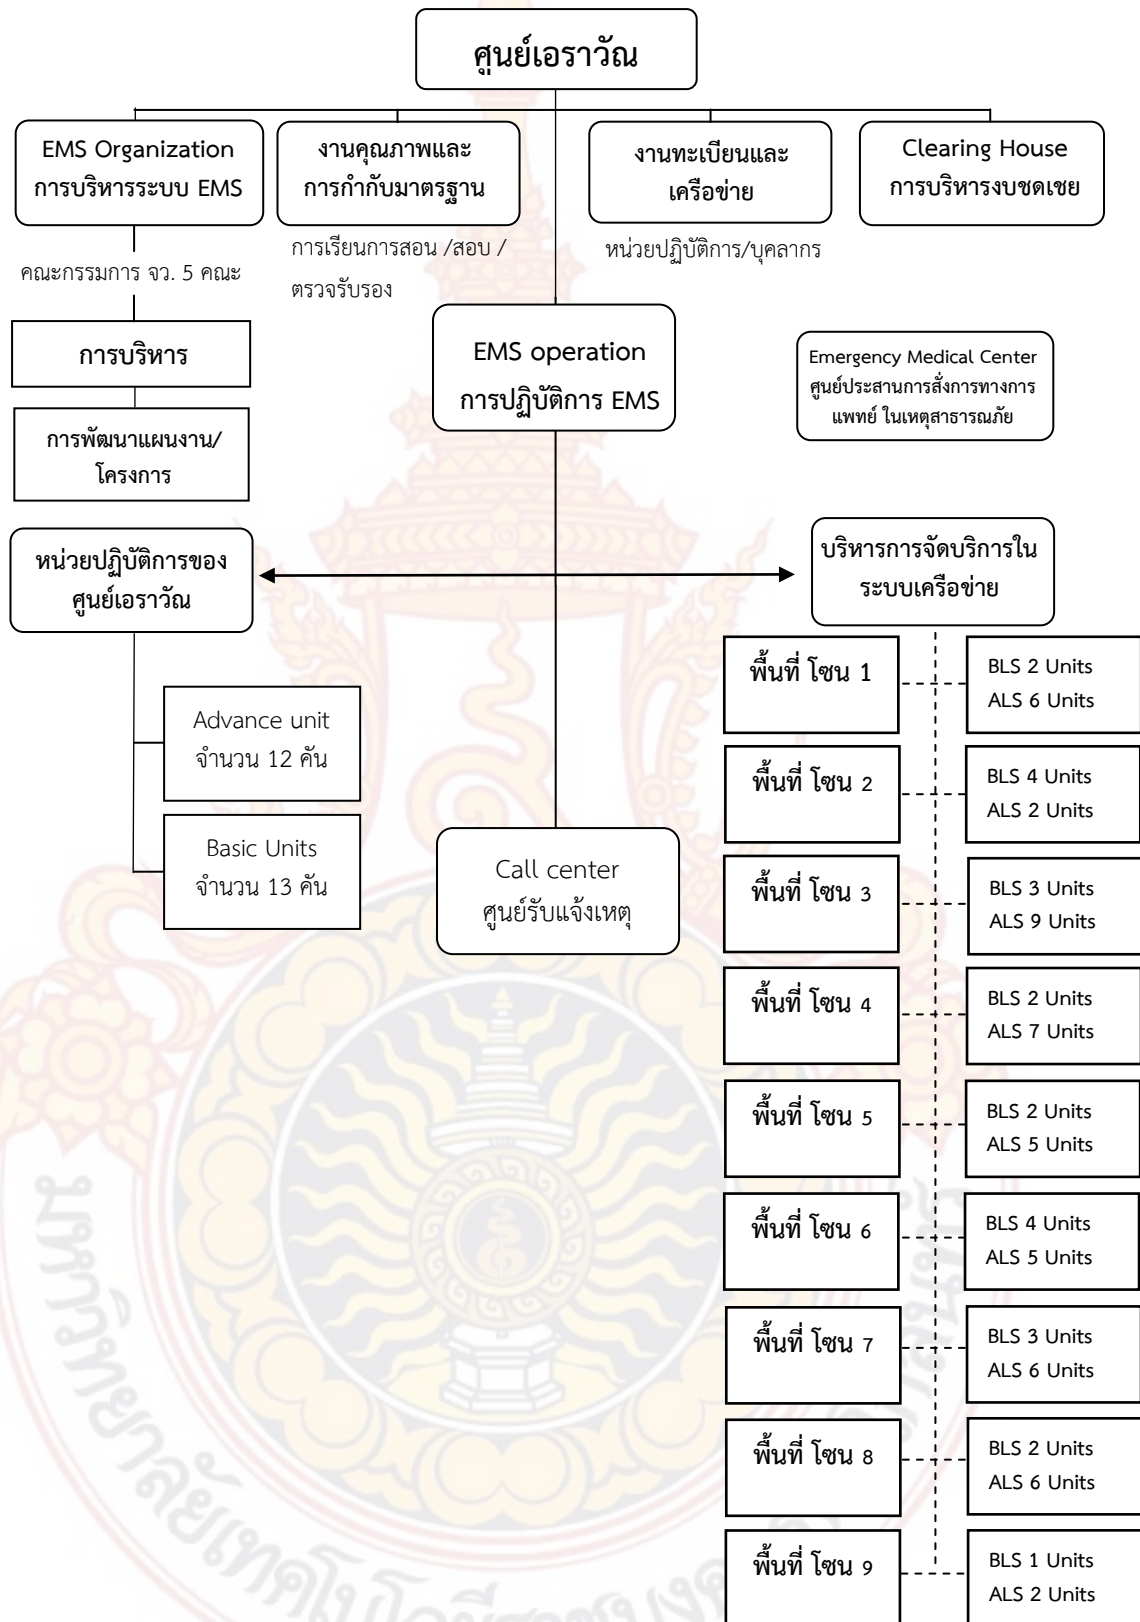 ศูนย์เอราวัณ
EMS Organization
การบริหารระบบ EMS
งานคุณภาพและ
การกำกับมาตรฐาน
งานทะเบียนและ
เครือข่าย
Clearing House
การบริหารงบชดเชย
คณะกรรมการ จว. 5 คณะ
การเรียนการสอน /สอบ /
ตรวจรับรอง
หน่วยปฏิบัติการ/บุคลากร
การบริหาร
การพัฒนาแผนงาน/
โครงการ
EMS operation
การปฏิบัติการ EMS
Emergency Medical Center
ศูนย์ประสานการสั่งการทางการ
แพทย์ ในเหตุสาธารณภัย
หน่วยปฏิบัติการของ
ศูนย์เอราวัณ
บริหารการจัดบริการใน
ระบบเครือข่าย
Advance unit
จำนวน 12 คัน
Basic Units
จำนวน 13 คัน
Call center
ศูนย์รับแจ้งเหตุ
พื้นที่ โซน 1
BLS 2 Units
ALS 6 Units
พื้นที่ โซน 2
BLS 4 Units
ALS 2 Units
พื้นที่ โซน 3
BLS 3 Units
ALS 9 Units
พื้นที่ โซน 4
BLS 2 Units
ALS 7 Units
พื้นที่ โซน 5
BLS 2 Units
ALS 5 Units
พื้นที่ โซน 6
BLS 4 Units
ALS 5 Units
พื้นที่ โซน 7
BLS 3 Units
ALS 6 Units
พื้นที่ โซน 8
BLS 2 Units
ALS 6 Units
พื้นที่ โซน 9
BLS 1 Units
ALS 2 Units